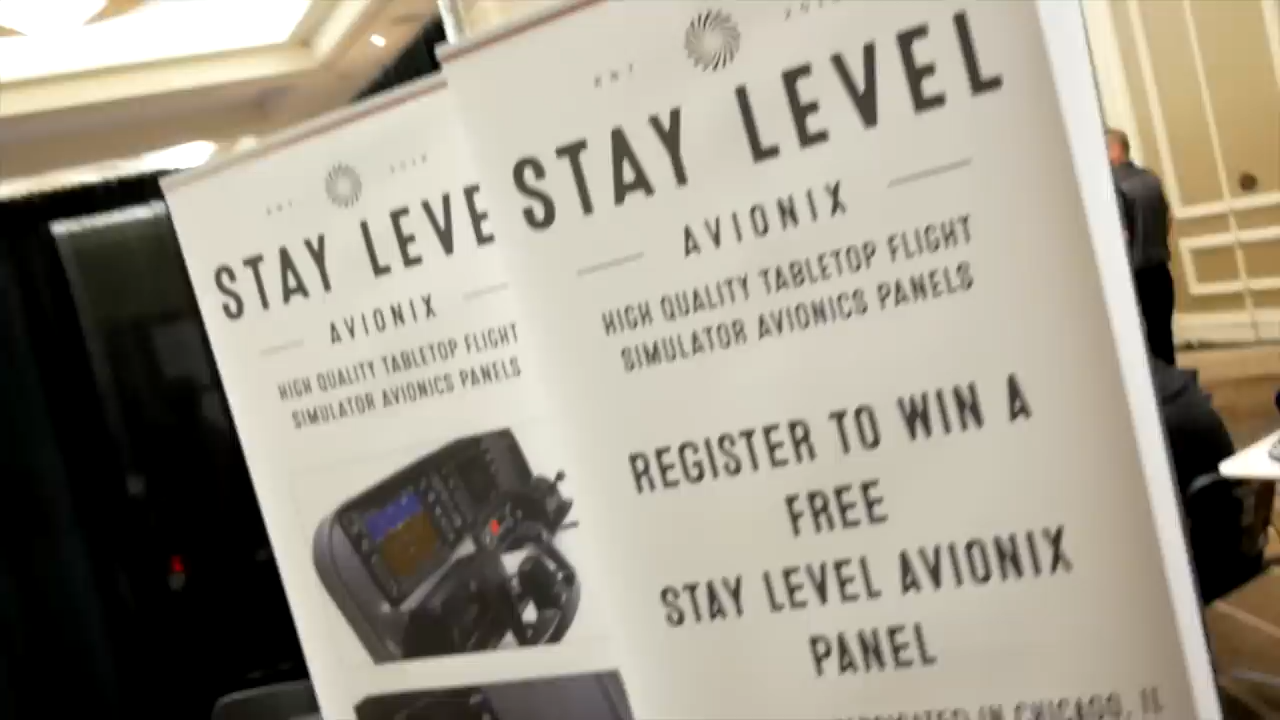 STAY LEVE
AVIONIX
HIGH QUALITY TABLETOP FLIGHT
SIMULATOR AVIONICS PANELS
STAY LEVEL
AVIONIX
HIGH QUALITY TABLETOP FLIGHT
SIMULATOR AVIONICS PANELS
REGISTER TO WIN A
FREE
STAY LEVEL AVIONIX
PANEL
IN CHICAGO, IL